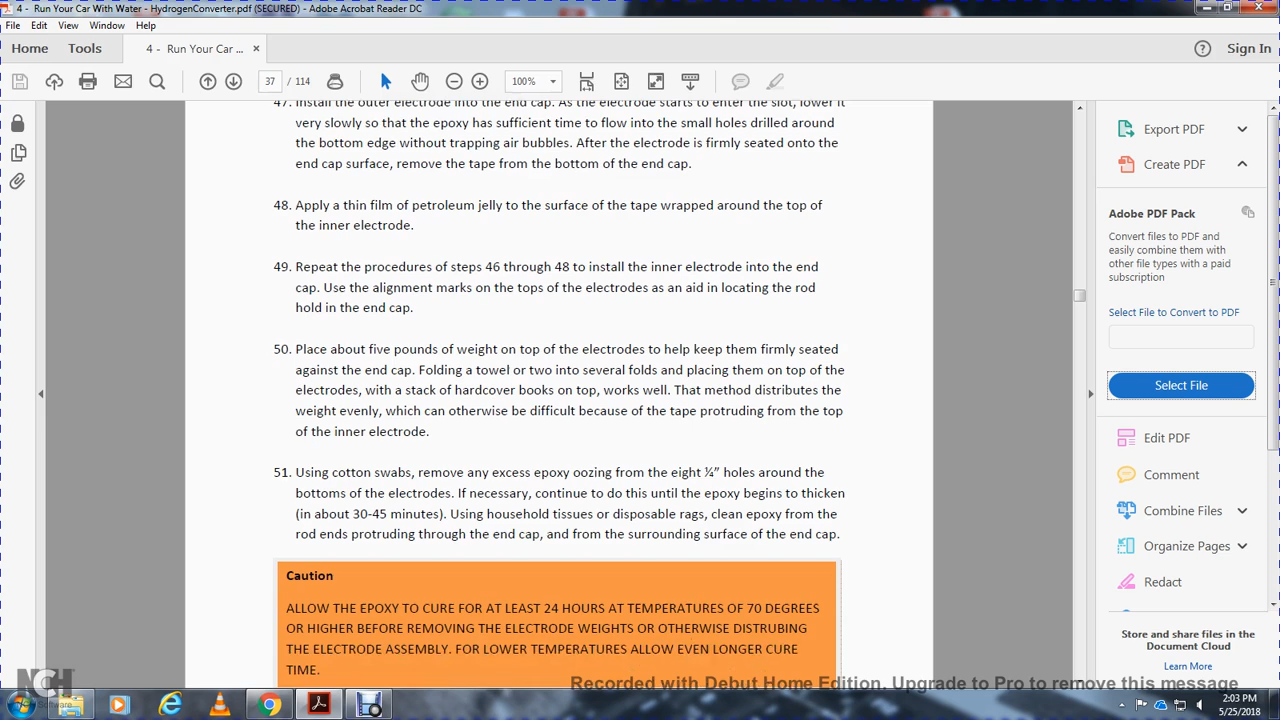 4 - Run Your Car With Water - HydrogenConverter.pdf (SECURED) - Adobe Acrobat Reader DC
File Edit View Window Help
Home Tools 4 - Run Your Car ... × Sign In
37 / 114 100%
47. Install the outer electrode into the end cap. As the electrode starts to enter the slot, lower it
very slowly so that the epoxy has sufficient time to flow into the small holes drilled around
the bottom edge without trapping air bubbles. After the electrode is firmly seated onto the
end cap surface, remove the tape from the bottom of the end cap.
48. Apply a thin film of petroleum jelly to the surface of the tape wrapped around the top of
the inner electrode.
49. Repeat the procedures of steps 46 through 48 to install the inner electrode into the end
cap. Use the alignment marks on the tops of the electrodes as an aid in locating the rod
hold in the end cap.
50. Place about five pounds of weight on top of the electrodes to help keep them firmly seated
against the end cap. Folding a towel or two into several folds and placing them on top of the
electrodes, with a stack of hardcover books on top, works well. That method distributes the
weight evenly, which can otherwise be difficult because of the tape protruding from the top
of the inner electrode.
51. Using cotton swabs, remove any excess epoxy oozing from the eight ¼” holes around the
bottoms of the electrodes. If necessary, continue to do this until the epoxy begins to thicken
(in about 30-45 minutes). Using household tissues or disposable rags, clean epoxy from the
rod ends protruding through the end cap, and from the surrounding surface of the end cap.
Caution
ALLOW THE EPOXY TO CURE FOR AT LEAST 24 HOURS AT TEMPERATURES OF 70 DEGREES
OR HIGHER BEFORE REMOVING THE ELECTRODE WEIGHTS OR OTHERWISE DISTRUBING
THE ELECTRODE ASSEMBLY. FOR LOWER TEMPERATURES ALLOW EVEN LONGER CURE
TIME.
Export PDF
Create PDF
Adobe PDF Pack
Convert files to PDF and
easily combine them with
other file types with a paid
subscription
Select File to Convert to PDF
Select File
Edit PDF
Comment
Combine Files
Organize Pages
Redact
Store and share files in the
Document Cloud
Learn More
NCH Software
Recorded with Debut Home Edition. Upgrade to Pro to remove this message
2:03 PM
5/25/2018